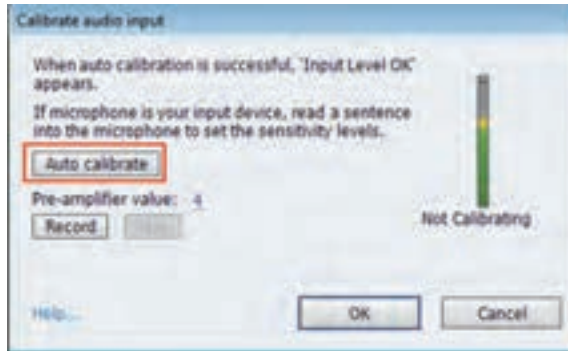 Calibrate audio input
When auto calibration is successful, 'Input Level OK'
appears.
If microphone is your input device, read a sentence
into the microphone to set the sensitivity levels.
Auto calibrate
Pre-amplifier value: 4
Record
Not Calibrating
Help...
OK
Cancel